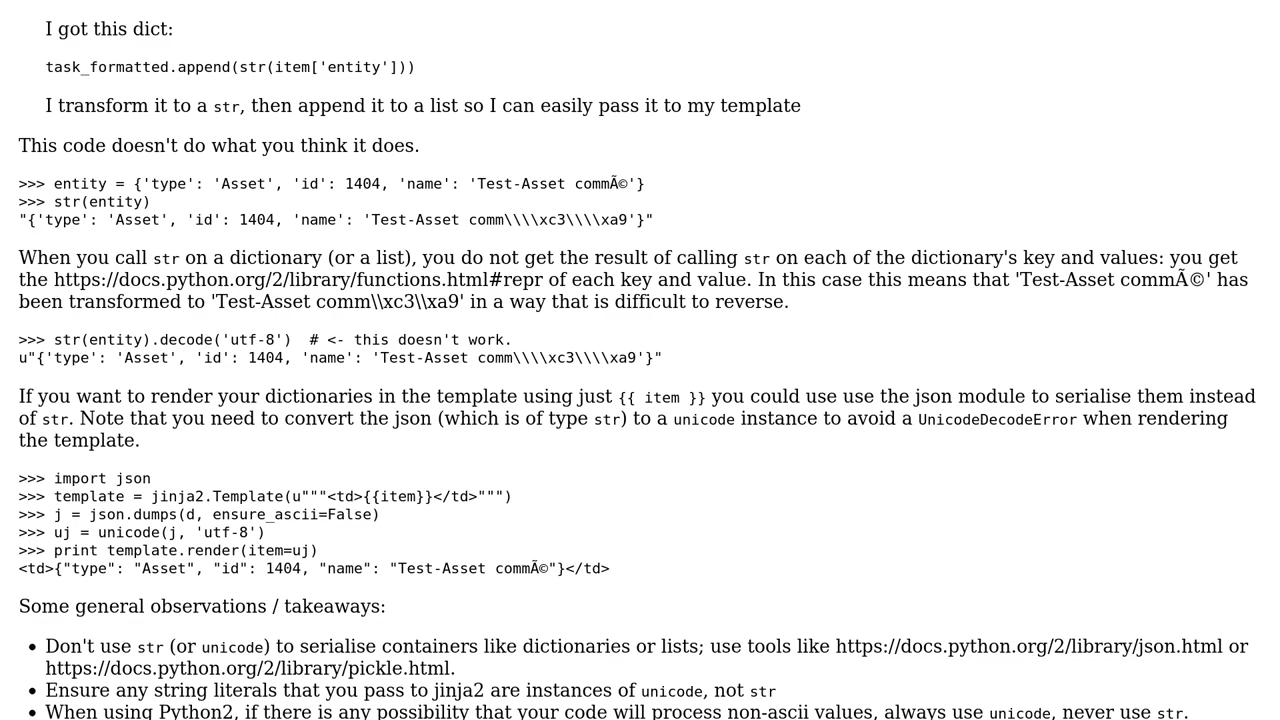 I got this dict:
task_formatted.append(str(item['entity']))
I transform it to a str, then append it to a list so I can easily pass it to my template
This code doesn't do what you think it does.
>>> entity = {'type': 'Asset', 'id': 1404, 'name': 'Test-Asset commÃ©'}
>>> str(entity)
"{'type': 'Asset', 'id': 1404, 'name': 'Test-Asset comm\\\\xc3\\\\xa9'}"
When you call str on a dictionary (or a list), you do not get the result of calling str on each of the dictionary's key and values: you get
the https://docs.python.org/2/library/functions.html#repr of each key and value. In this case this means that 'Test-Asset commÃ©' has
been transformed to 'Test-Asset comm\\xc3\\xa9' in a way that is difficult to reverse.
>>> str(entity).decode('utf-8')  # <- this doesn't work.
u"{'type': 'Asset', 'id': 1404, 'name': 'Test-Asset comm\\\\xc3\\\\xa9'}"
If you want to render your dictionaries in the template using just {{ item }} you could use use the json module to serialise them instead
of str. Note that you need to convert the json (which is of type str) to a unicode instance to avoid a UnicodeDecodeError when rendering
the template.
>>> import json
>>> template = jinja2.Template(u"""<td>{{item}}</td>""")
>>> j = json.dumps(d, ensure_ascii=False)
>>> uj = unicode(j, 'utf-8')
>>> print template.render(item=uj)
<td>{"type": "Asset", "id": 1404, "name": "Test-Asset commÃ©"}</td>
Some general observations / takeaways:
• Don't use str (or unicode) to serialise containers like dictionaries or lists; use tools like https://docs.python.org/2/library/json.html or
https://docs.python.org/2/library/pickle.html.
• Ensure any string literals that you pass to jinja2 are instances of unicode, not str
• When using Python2, if there is any possibility that your code will process non-ascii values, always use unicode, never use str.